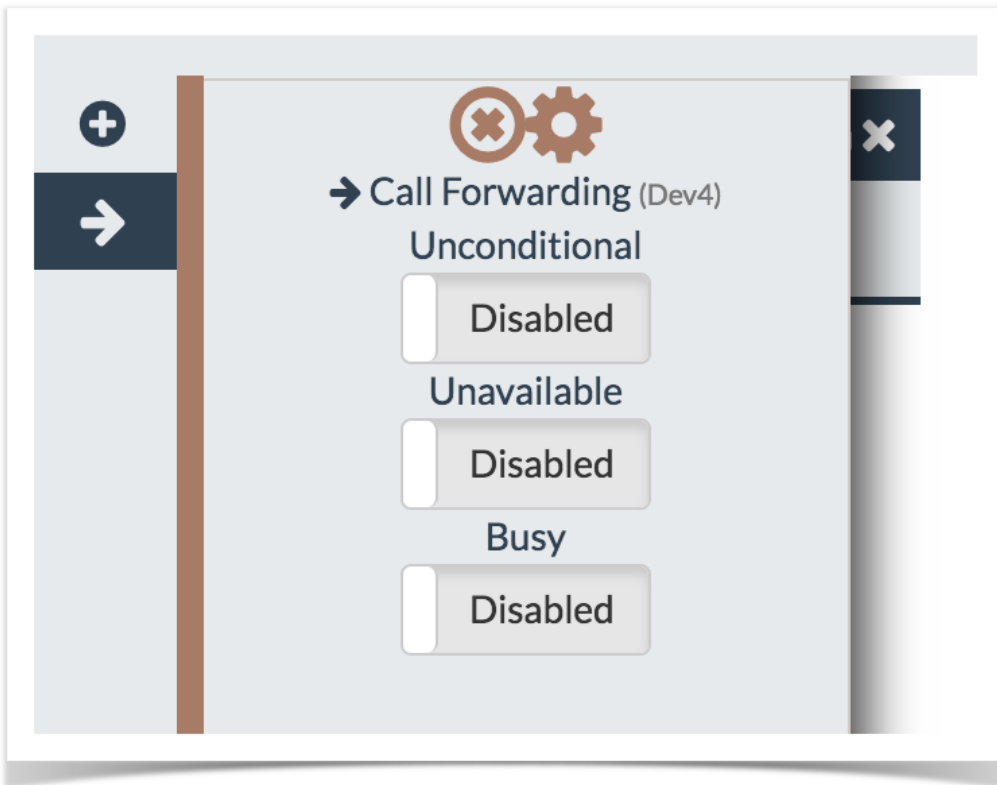 Call Forwarding (Dev4)
Unconditional
Disabled
Unavailable
Disabled
Busy
Disabled